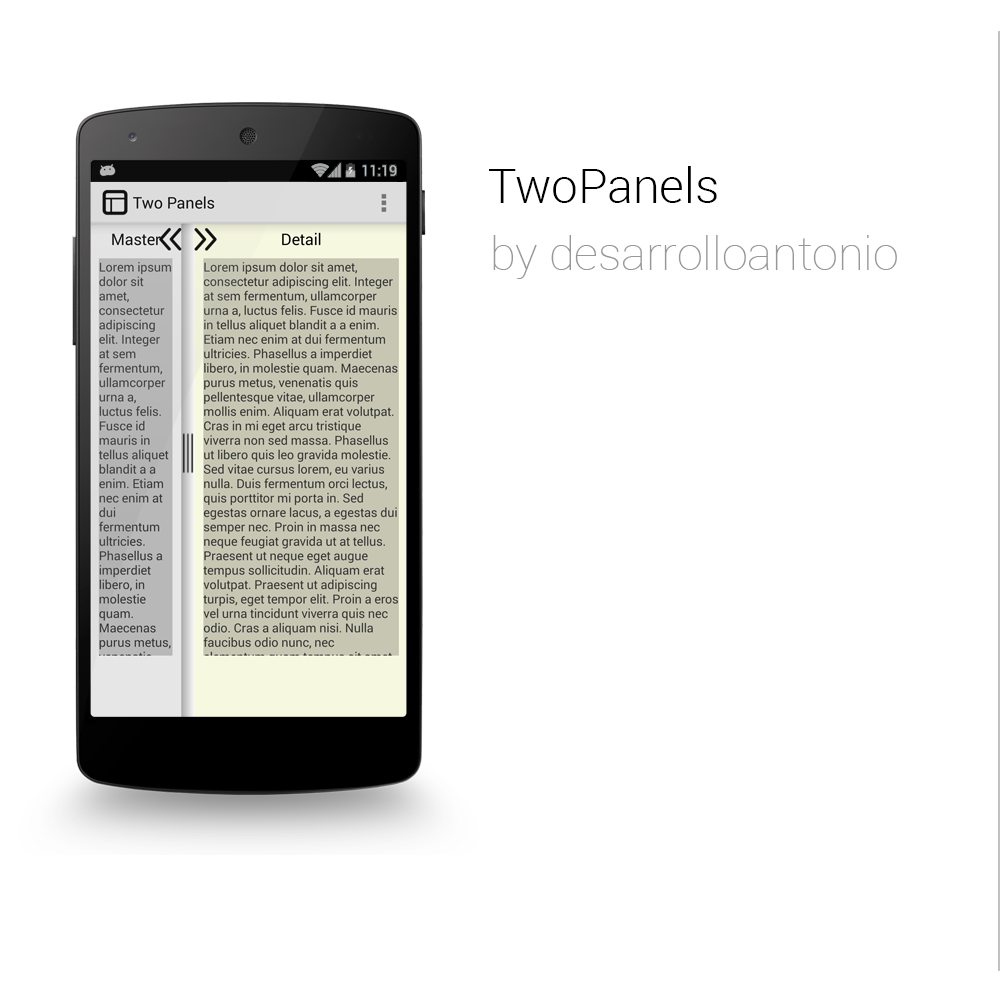 11:19
Two Panels
Master
Detail
Lorem ipsum
dolor sit
amet,
consectetur
adipiscing
elit. Integer
at sem
fermentum,
ullamcorper
urna a,
luctus felis.
Fusce id
mauris in
tellus aliquet
blandit a a
enim. Etiam
nec enim at
dui
fermentum
ultricies.
Phasellus a
imperdiet
libero, in
molestie
quam.
Maecenas
purus metus,
Lorem ipsum dolor sit amet,
consectetur adipiscing elit. Integer
at sem fermentum, ullamcorper
urna a, luctus felis. Fusce id mauris
in tellus aliquet blandit a a enim.
Etiam nec enim at dui fermentum
ultricies. Phasellus a imperdiet
libero, in molestie quam. Maecenas
purus metus, venenatis quis
pellentesque vitae, ullamcorper
mollis enim. Aliquam erat volutpat.
Cras in mi eget arcu tristique
viverra non sed massa. Phasellus
ut libero quis leo gravida molestie.
Sed vitae cursus lorem, eu varius
nulla. Duis fermentum orci lectus,
quis porttitor mi porta in. Sed
egestas ornare lacus, a egestas dui
semper nec. Proin in massa nec
neque feugiat gravida ut at tellus.
Praesent ut neque eget augue
tempus sollicitudin. Aliquam erat
volutpat. Praesent ut adipiscing
turpis, eget tempor elit. Proin a eros
vel urna tincidunt viverra quis nec
odio. Cras a aliquam nisi. Nulla
faucibus odio nunc, nec
TwoPanels
by desarrolloantonio